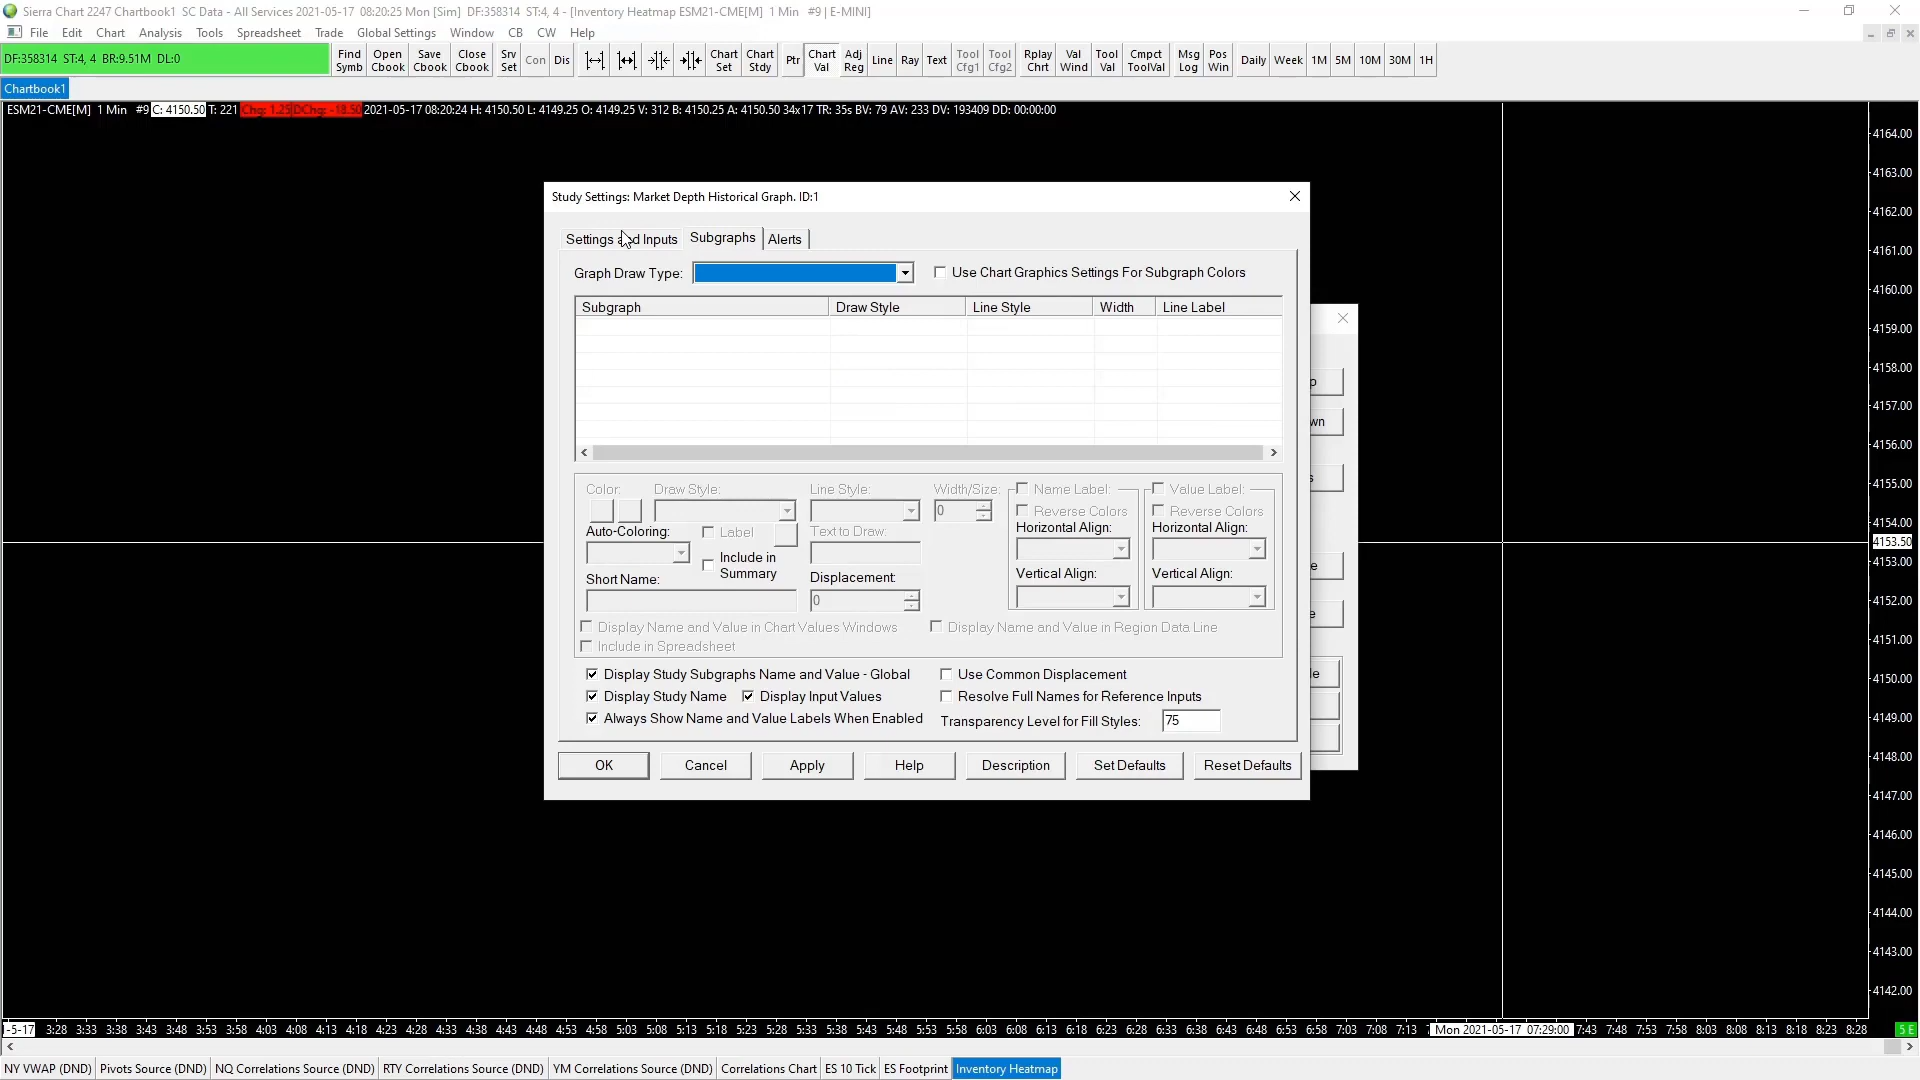 Sierra Chart 2247 Chartbook1 SC Data - All Services 2021-05-17 08:20:25 Mon [Sim] DF:358314 ST:4, 4 - [Inventory Heatmap ESM21-CME[M] 1 Min #9 | E-MINI]
File Edit Chart Analysis Tools Spreadsheet Trade Global Settings Window CB CW Help
DF:358314 ST:4, 4 BR:9.51M DL:0
Find Symb Open Cbook Save Cbook Close Cbook Srv Set Con Dis Chart Set Chart Stdy Ptr Chart Val Adj Reg Line Ray Text Tool Cfg1 Tool Cfg2 Rplay Chrt Val Wind Tool Val Cmpct ToolVal Msg Log Pos Win Daily Week 1M 5M 10M 30M 1H
Chartbook1
ESM21-CME[M] 1 Min #9 C: 4150.50 T: 221 Chg: 1.25 DChg: -18.50 2021-05-17 08:20:24 H: 4150.50 L: 4149.25 O: 4149.25 V: 312 B: 4150.25 A: 4150.50 34x17 TR: 35s BV: 79 AV: 233 DV: 193409 DD: 00:00:00
4164.00
4163.00
4162.00
4161.00
4160.00
4159.00
4158.00
4157.00
4156.00
4155.00
4154.00
4153.50
4153.00
4152.00
4151.00
4150.00
4149.00
4148.00
4147.00
4146.00
4145.00
4144.00
4143.00
4142.00
Study Settings: Market Depth Historical Graph. ID:1
Settings and Inputs Subgraphs Alerts
Graph Draw Type: Use Chart Graphics Settings For Subgraph Colors
Subgraph Draw Style Line Style Width Line Label
Color: Draw Style: Line Style: Width/Size: Name Label: Value Label:
0 Reverse Colors Reverse Colors
Auto-Coloring: Label Text to Draw: Horizontal Align: Horizontal Align:
Include in Summary
Short Name: Displacement: Vertical Align: Vertical Align:
0
Display Name and Value in Chart Values Windows Display Name and Value in Region Data Line
Include in Spreadsheet
Display Study Subgraphs Name and Value - Global Use Common Displacement
Display Study Name Display Input Values Resolve Full Names for Reference Inputs
Always Show Name and Value Labels When Enabled Transparency Level for Fill Styles: 75
OK Cancel Apply Help Description Set Defaults Reset Defaults
-5-17 3:28 3:33 3:38 3:43 3:48 3:53 3:58 4:03 4:08 4:13 4:18 4:23 4:28 4:33 4:38 4:43 4:48 4:53 4:58 5:03 5:08 5:13 5:18 5:23 5:28 5:33 5:38 5:43 5:48 5:53 5:58 6:03 6:08 6:13 6:18 6:23 6:28 6:33 6:38 6:43 6:48 6:53 6:58 7:03 7:08 7:13 Mon 2021-05-17 07:29:00 7:43 7:48 7:53 7:58 8:03 8:08 8:13 8:18 8:23 8:28 5 E
NY VWAP (DND) Pivots Source (DND) NQ Correlations Source (DND) RTY Correlations Source (DND) YM Correlations Source (DND) Correlations Chart ES 10 Tick ES Footprint Inventory Heatmap